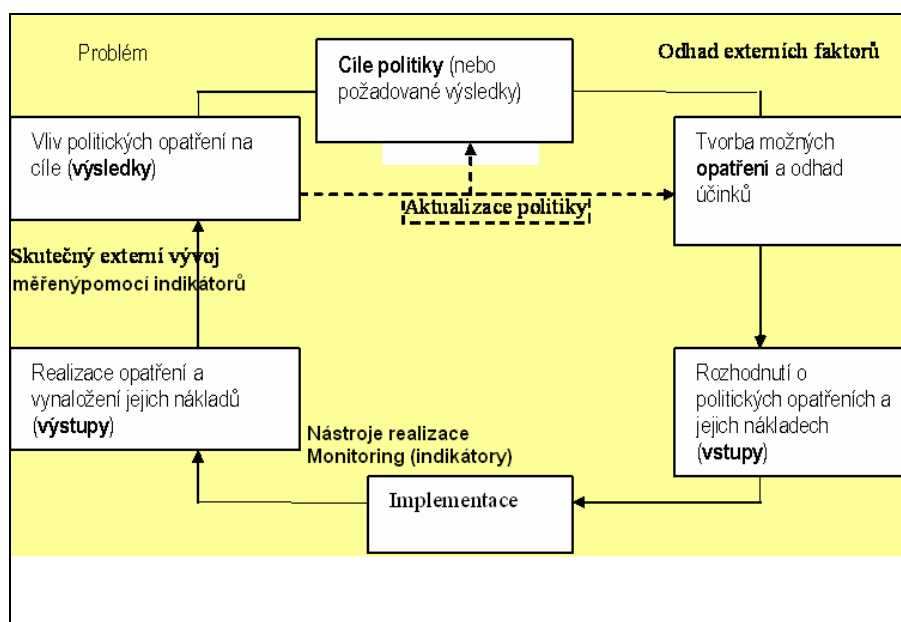 Problém
Cíle politiky (nebo
požadované výsledky)
Odhad externích faktorů
Vliv politických opatření na
cíle (výsledky)
Tvorba možných
opatření a odhad
účinků
Aktualizace politiky
Skutečný externí vývoj
měřenýpomocí indikátorů
Realizace opatření a
vynaložení jejich nákladů
(výstupy)
Rozhodnutí o
politických opatřeních a
jejich nákladech
(vstupy)
Nástroje realizace
Monitoring (indikátory)
Implementace